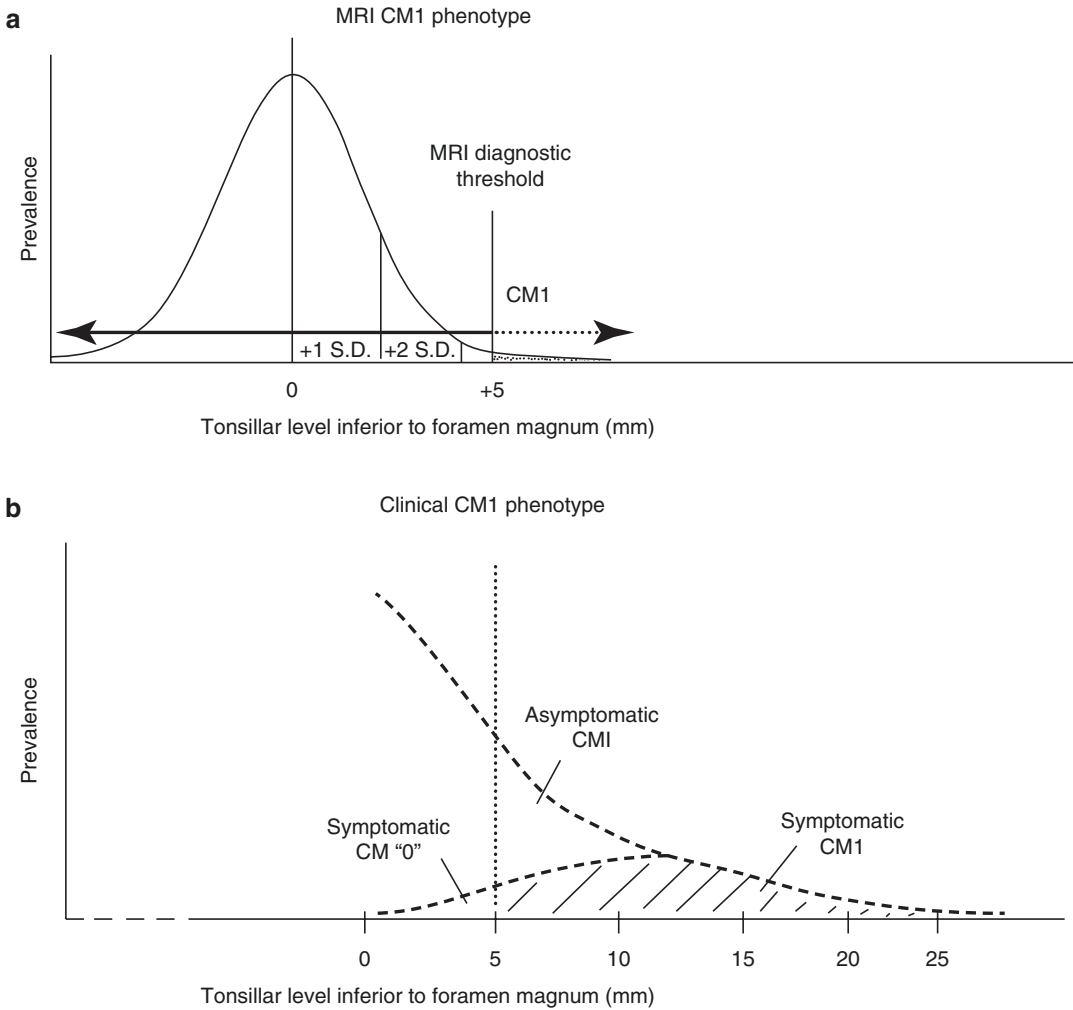 a
MRI CM1 phenotype
Prevalence
MRI diagnostic
threshold
CM1
+1 S.D.
+2 S.D.
0
+5
Tonsillar level inferior to foramen magnum (mm)
b
Clinical CM1 phenotype
Prevalence
Asymptomatic
CMI
Symptomatic
CM “0”
Symptomatic
CM1
0
5
10
15
20
25
Tonsillar level inferior to foramen magnum (mm)